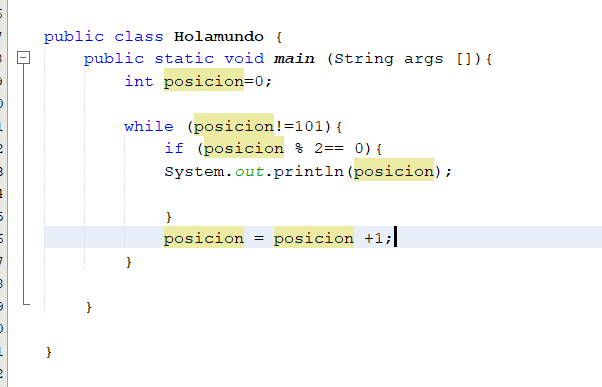 public class Holamundo {
public static void main (String args []){
int posicion=0;
while (posicion!=101){
if (posicion % 2== 0){
System.out.println(posicion);
}
posicion = posicion +1;
}
}
}